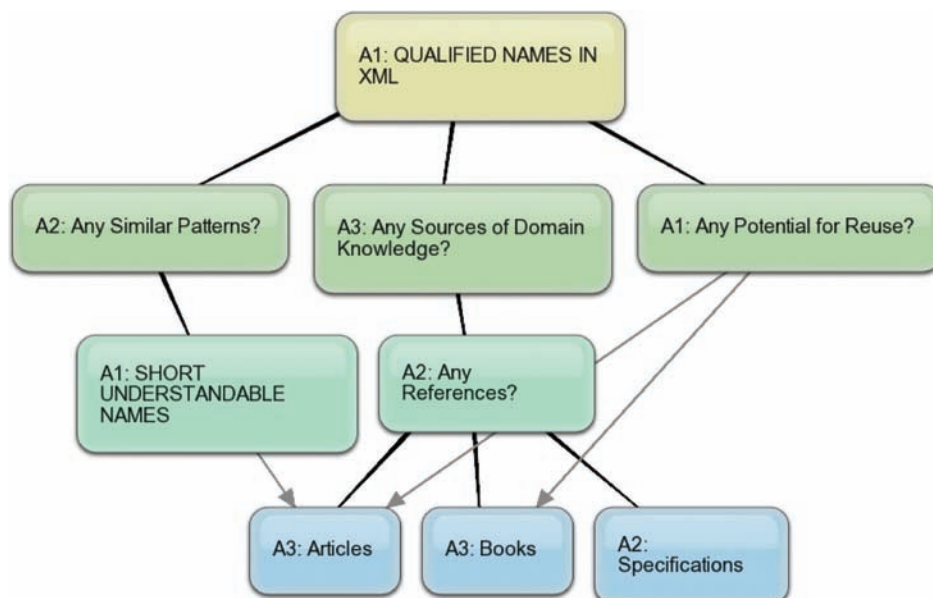 A1: QUALIFIED NAMES IN
XML
A2: Any Similar Patterns?
A3: Any Sources of Domain
Knowledge?
A1: Any Potential for Reuse?
A1: SHORT
UNDERSTANDABLE
NAMES
A2: Any
References?
A3: Articles
A3: Books
A2:
Specifications